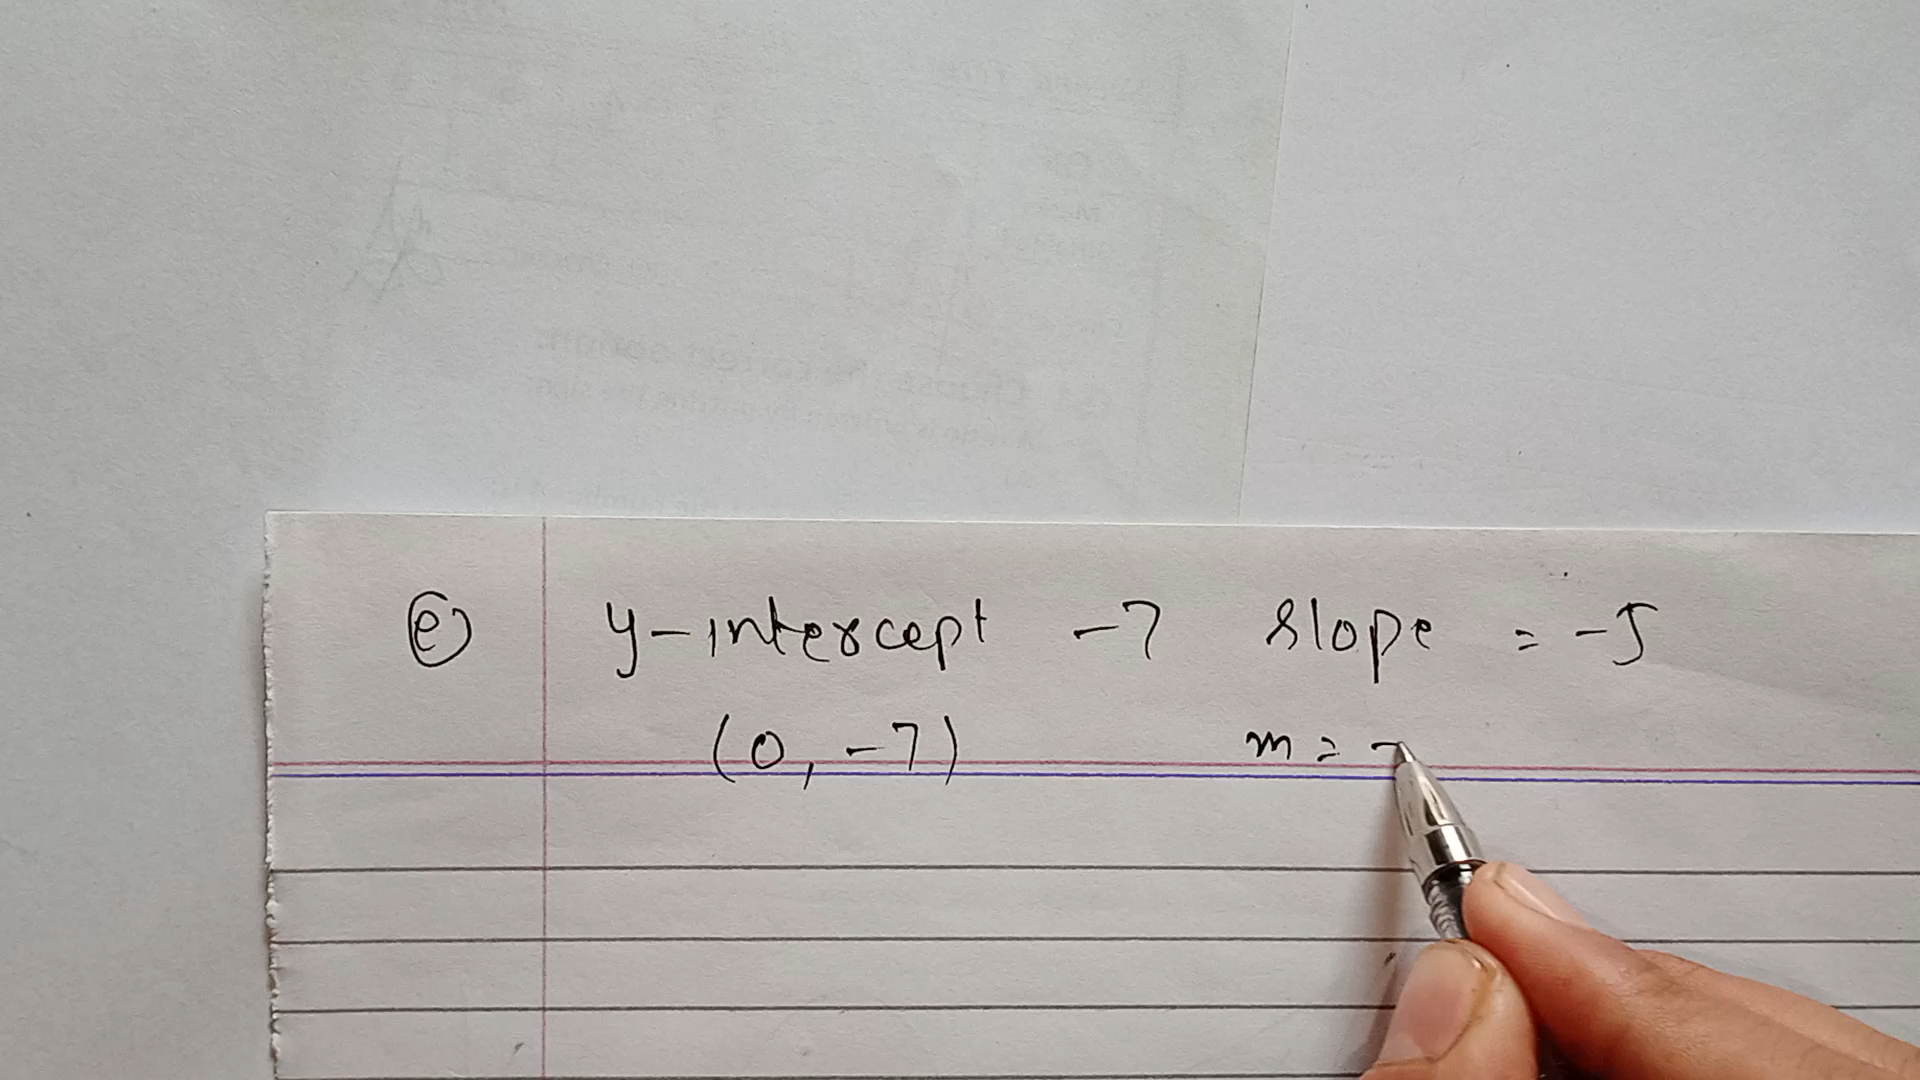 (e) y-intercept -7 slope = -5
(0, -7) m = -